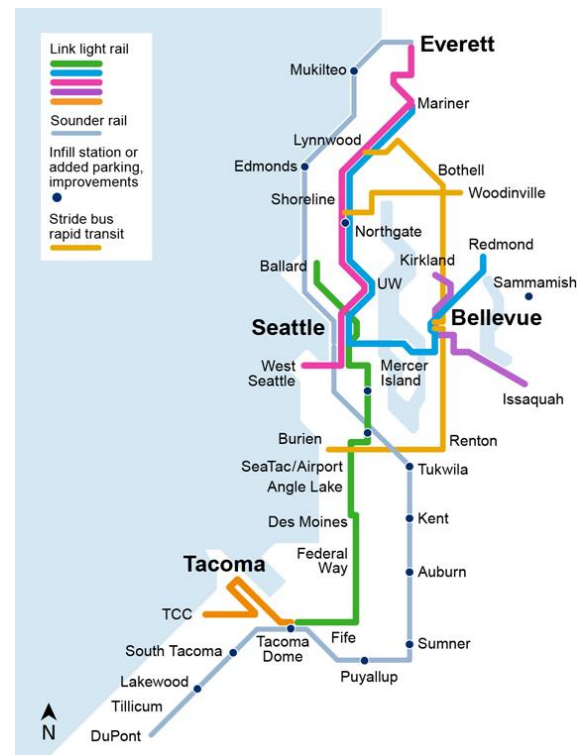 Link light rail
Sounder rail
Infill station or
added parking,
improvements
Stride bus
rapid transit
Everett
Mukilteo
Mariner
Lynnwood
Edmonds
Bothell
Shoreline
Woodinville
Northgate
Redmond
Kirkland
Ballard
UW
Sammamish
Seattle
Bellevue
West
Seattle
Mercer
Island
Issaquah
Burien
Renton
SeaTac/Airport
Tukwila
Angle Lake
Des Moines
Kent
Federal
Way
Tacoma
Auburn
TCC
Tacoma
Dome
Fife
Sumner
South Tacoma
Puyallup
Lakewood
Tillicum
DuPont
N